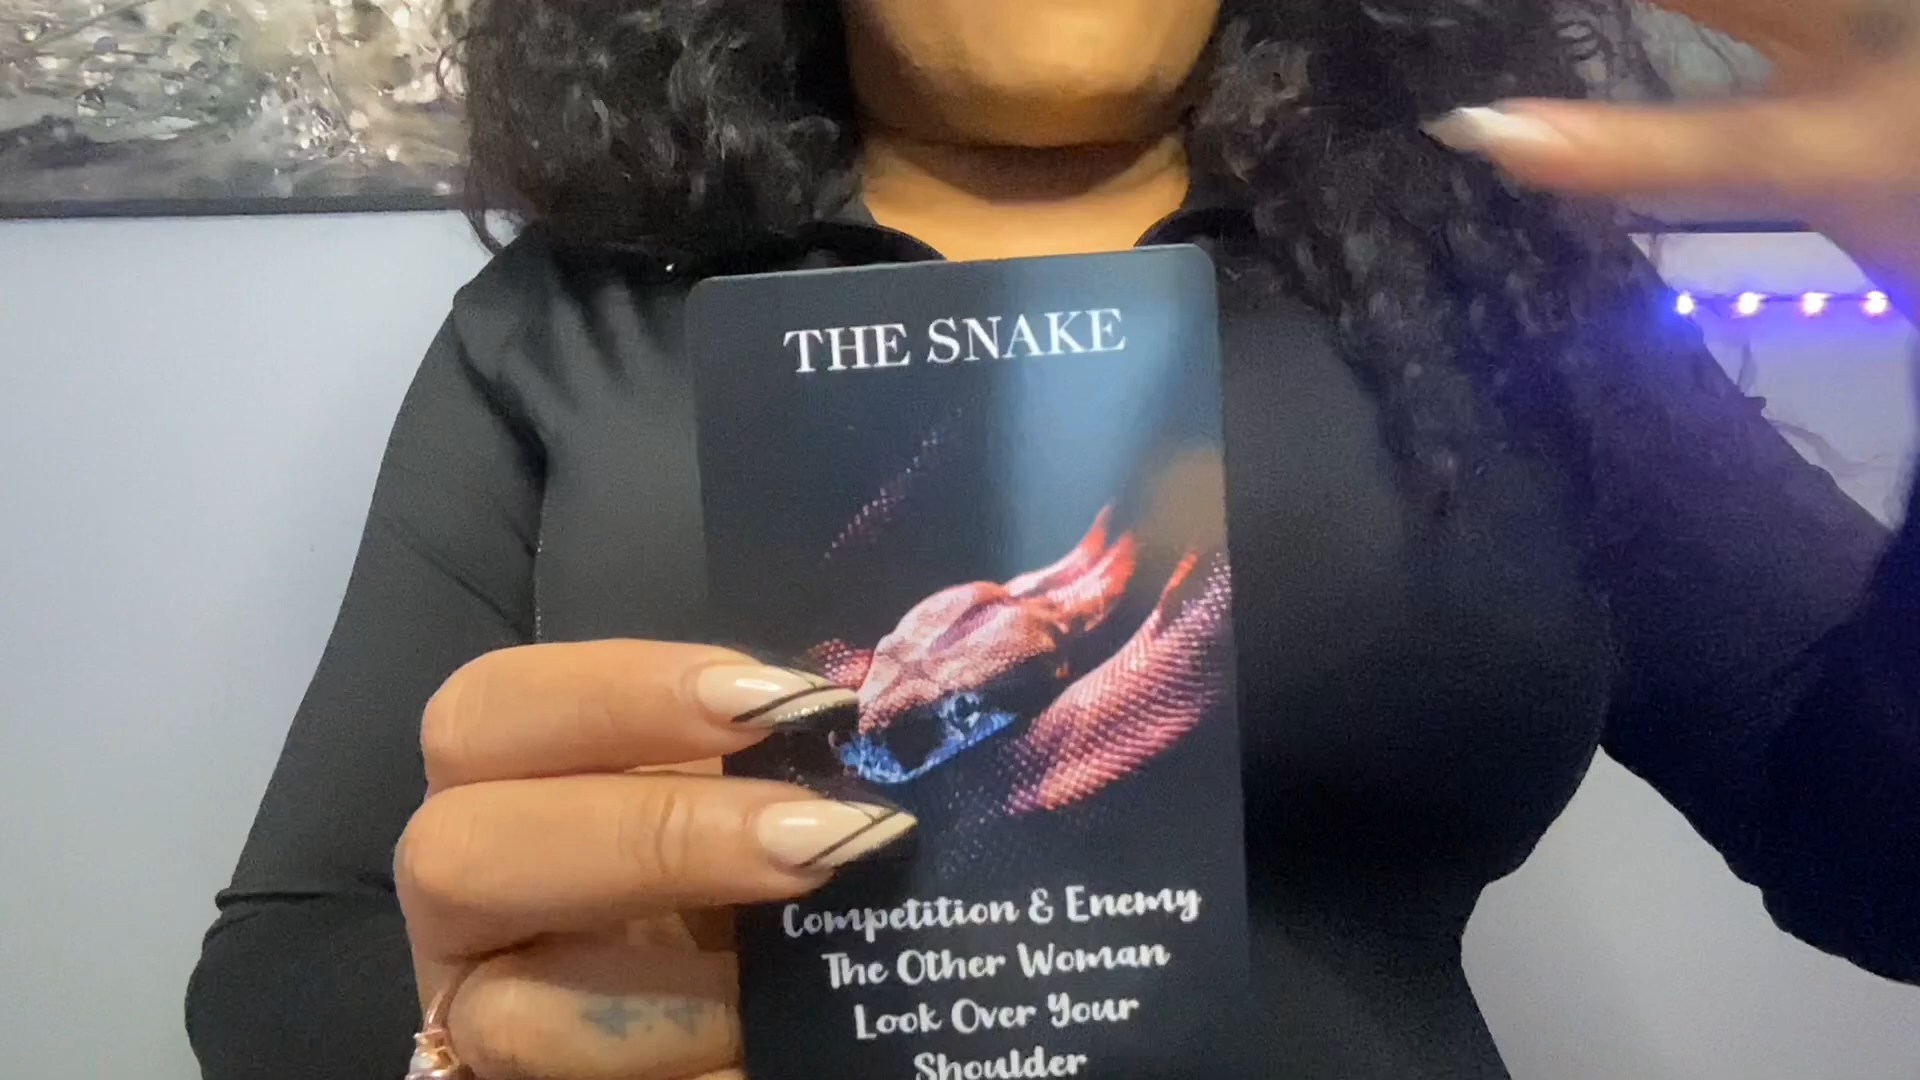 THE SNAKE
Competition & Enemy
The Other Woman
Look Over Your
Shoulder